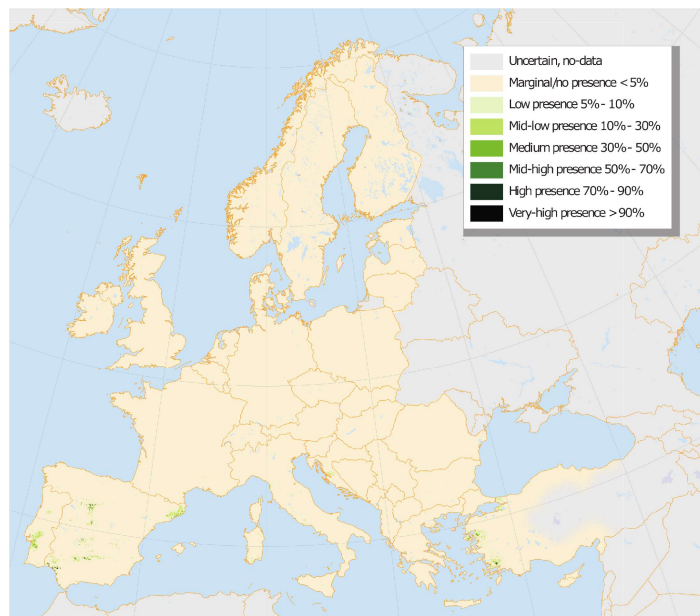 Uncertain, no-data
Marginal/no presence <5%
Low presence 5% - 10%
Mid-low presence 10% - 30%
Medium presence 30% - 50%
Mid-high presence 50% - 70%
High presence 70% - 90%
Very-high presence >90%